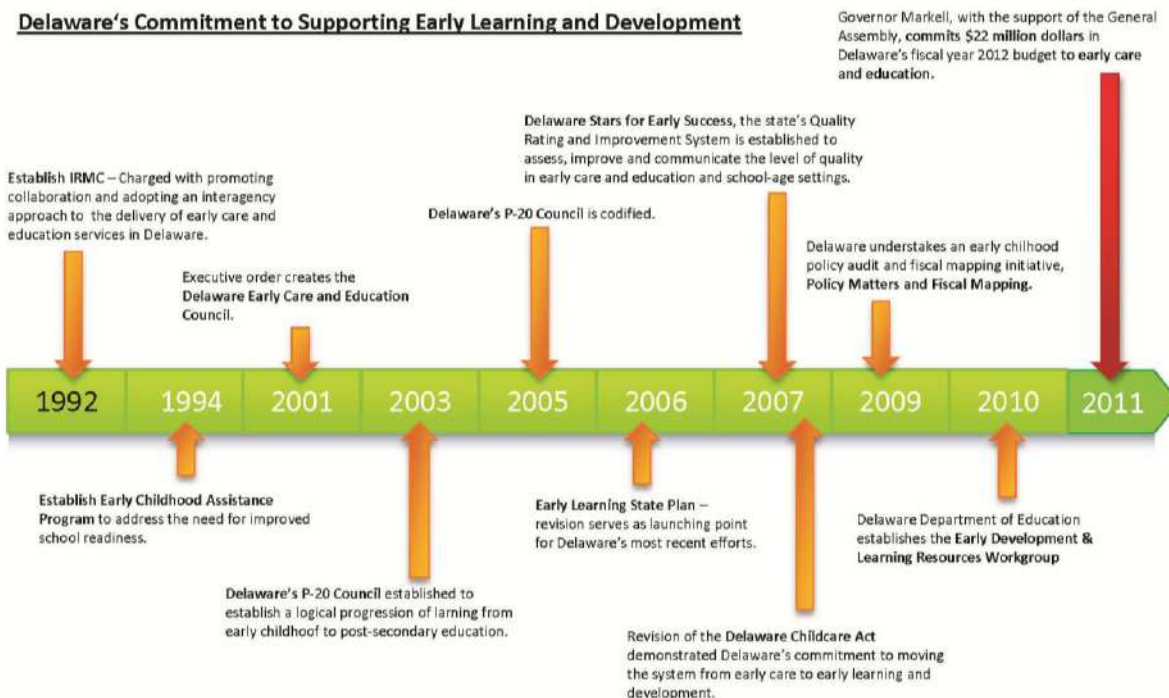 Delaware's Commitment to Supporting Early Learning and Development
Governor Markell, with the support of the General
Assembly, commits $22 million dollars in
Delaware's fiscal year 2012 budget to early care
and education.
Delaware Stars for Early Success, the state's Quality
Rating and Improvement System is established to
assess, improve and communicate the level of quality
in early care and education and school-age settings.
Establish IRMC – Charged with promoting
collaboration and adopting an interagency
approach to the delivery of early care and
education services in Delaware.
Delaware's P-20 Council is codified.
Delaware understakes an early chilhood
policy audit and fiscal mapping initiative,
Policy Matters and Fiscal Mapping.
Executive order creates the
Delaware Early Care and Education
Council.
1992 1994 2001 2003 2005 2006 2007 2009 2010 2011
Establish Early Childhood Assistance
Program to address the need for improved
school readiness.
Early Learning State Plan –
revision serves as launching point
for Delaware's most recent efforts.
Delaware Department of Education
establishes the Early Development &
Learning Resources Workgroup
Delaware's P-20 Council established to
establish a logical progression of larning from
early childhoof to post-secondary education.
Revision of the Delaware Childcare Act
demonstrated Delaware's commitment to moving
the system from early care to early learning and
development.